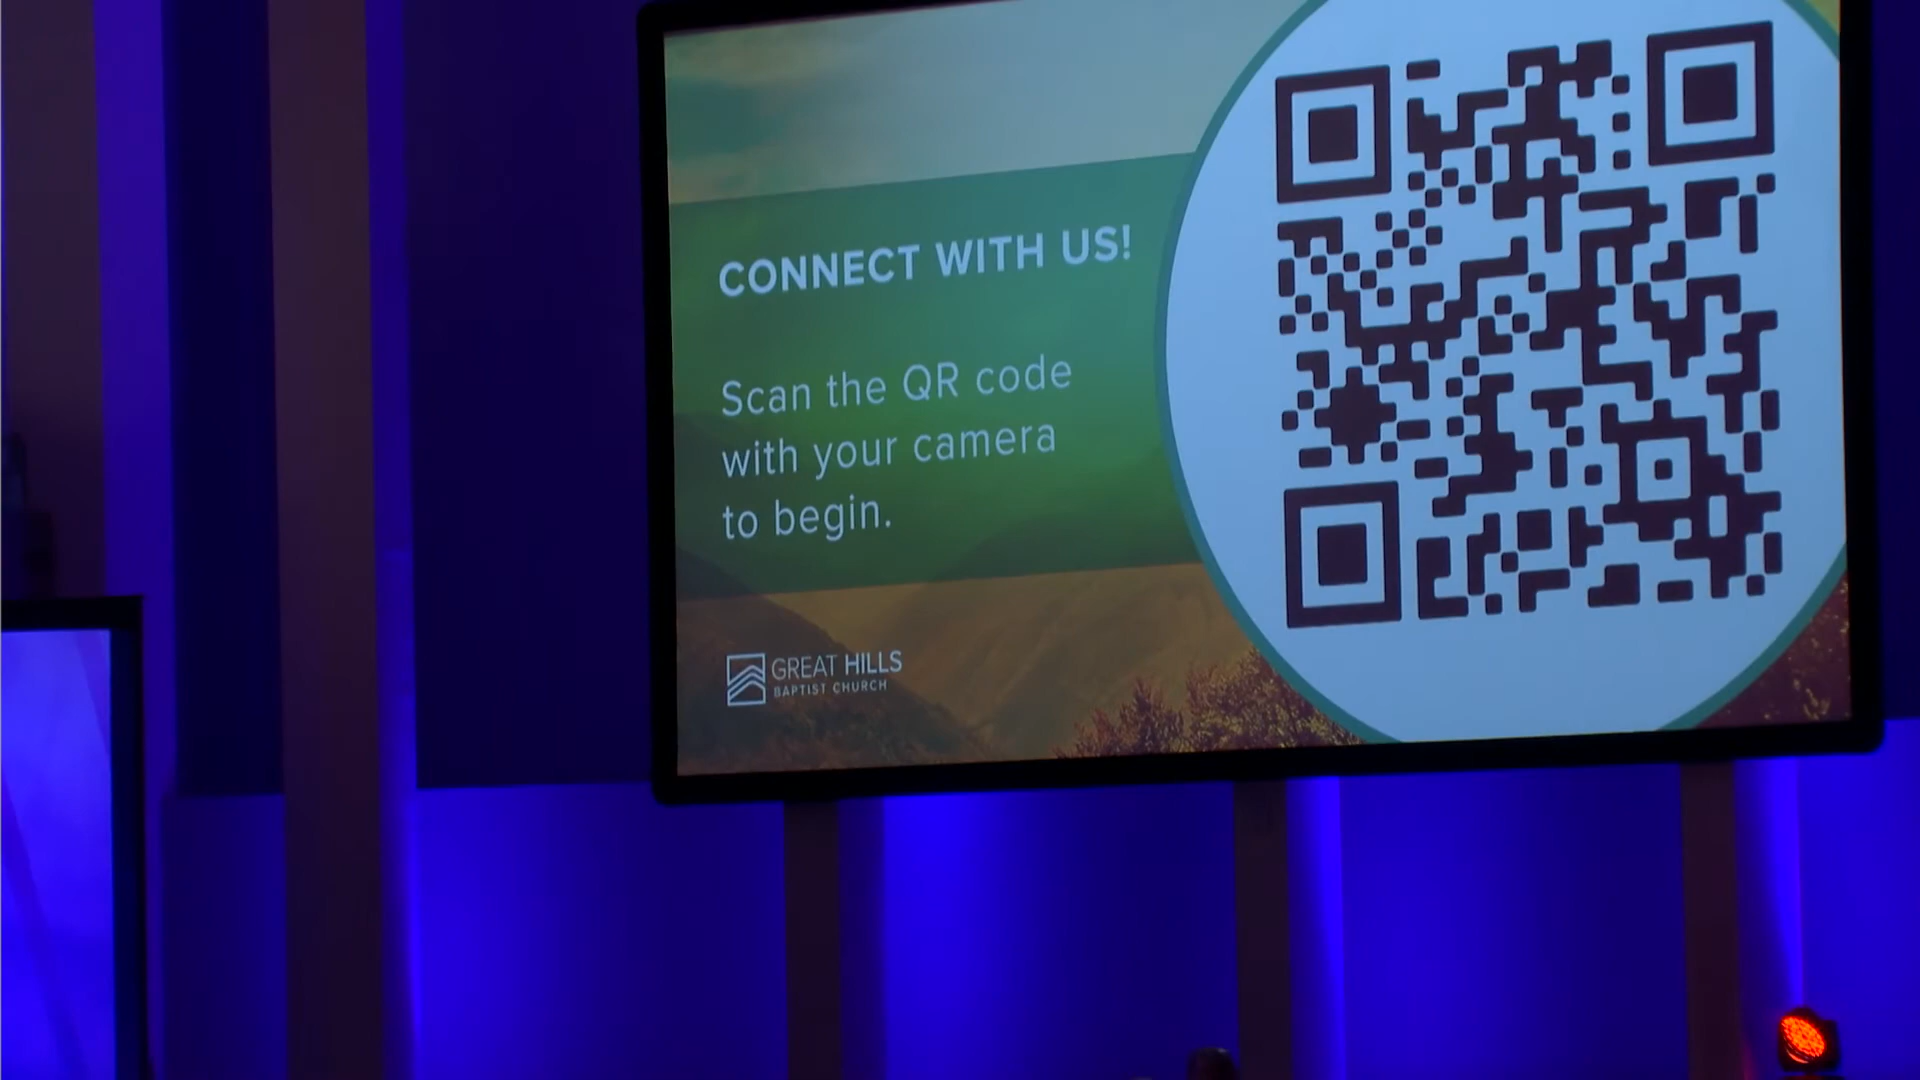 CONNECT WITH US!
Scan the QR code
with your camera
to begin.
GREAT HILLS
BAPTIST CHURCH